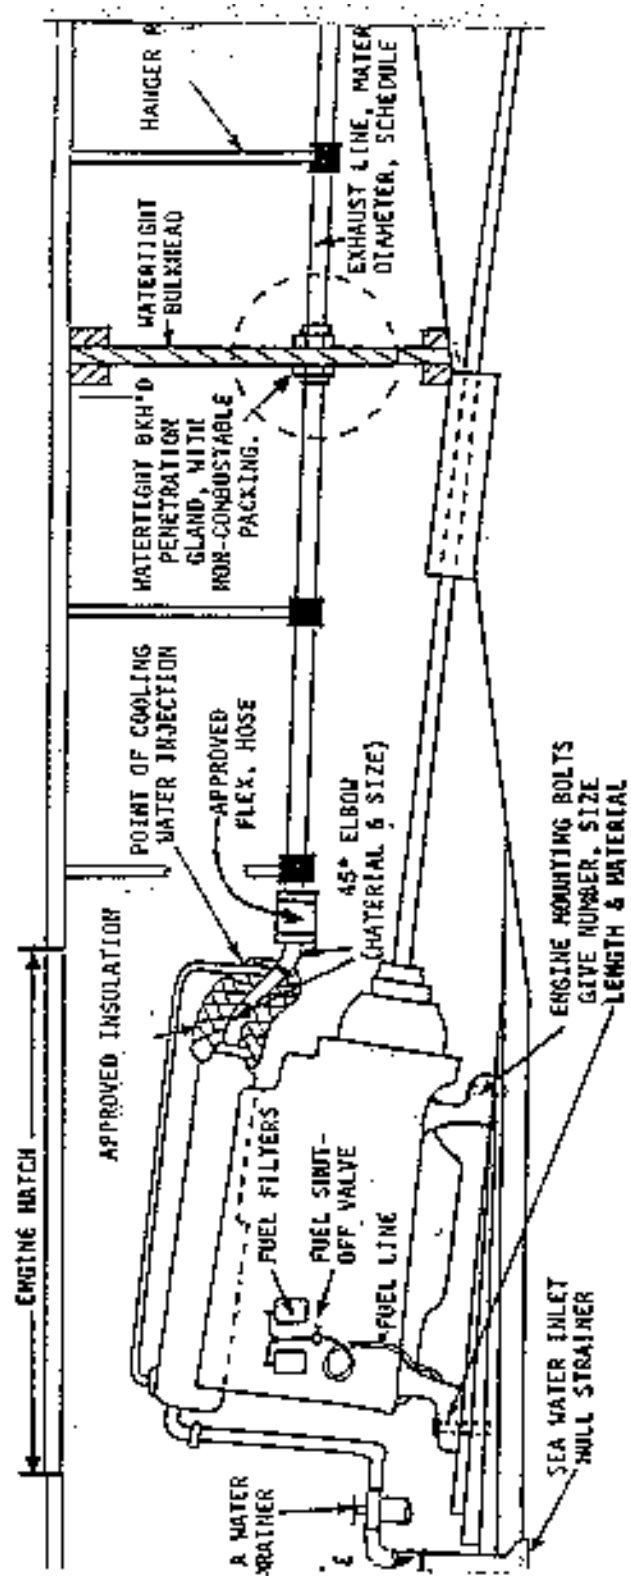 ENGINE HATCH
APPROVED INSULATION
POINT OF COOLING
WATER INJECTION
WATERTIGHT BKH'D
PENETRATION
GLAND, WITH
NON-COMBUSTABLE
PACKING.
WATERTIGHT
BULKHEAD
HANGER
APPROVED
FLEX. HOSE
A WATER
RAINER
FUEL FILTERS
FUEL SHUT-
OFF VALVE
FUEL LINE
45° ELBOW
(MATERIAL & SIZE)
EXHAUST LINE, MATER
DIAMETER, SCHEDULE
SEA WATER INLET
HULL STRAINER
ENGINE MOUNTING BOLTS
GIVE NUMBER, SIZE
LENGTH & MATERIAL